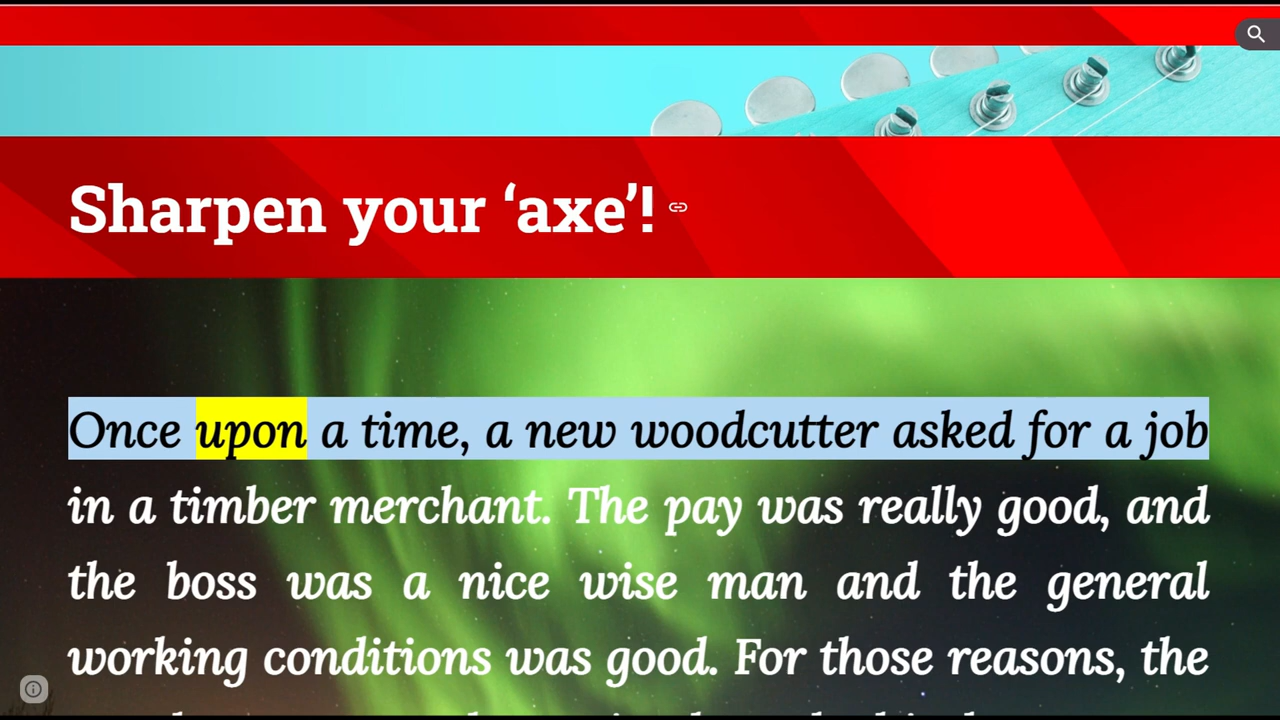 Sharpen your ‘axe’!
Once upon a time, a new woodcutter asked for a job
in a timber merchant. The pay was really good, and
the boss was a nice wise man and the general
working conditions was good. For those reasons, the